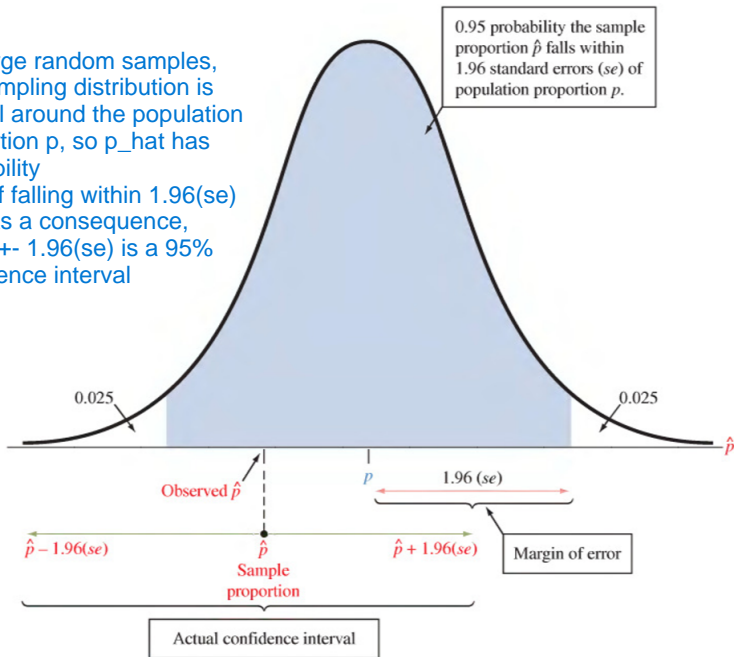 rge random samples,
mpling distribution is
l around the population
tion p, so p_hat has
bility
f falling within 1.96(se)
s a consequence,
+- 1.96(se) is a 95%
ence interval
0.95 probability the sample
proportion p̂ falls within
1.96 standard errors (se) of
population proportion p.
0.025
0.025
p̂
Observed p̂
p
1.96 (se)
p̂ – 1.96(se)
p̂
p̂ + 1.96(se)
Margin of error
Sample
proportion
Actual confidence interval